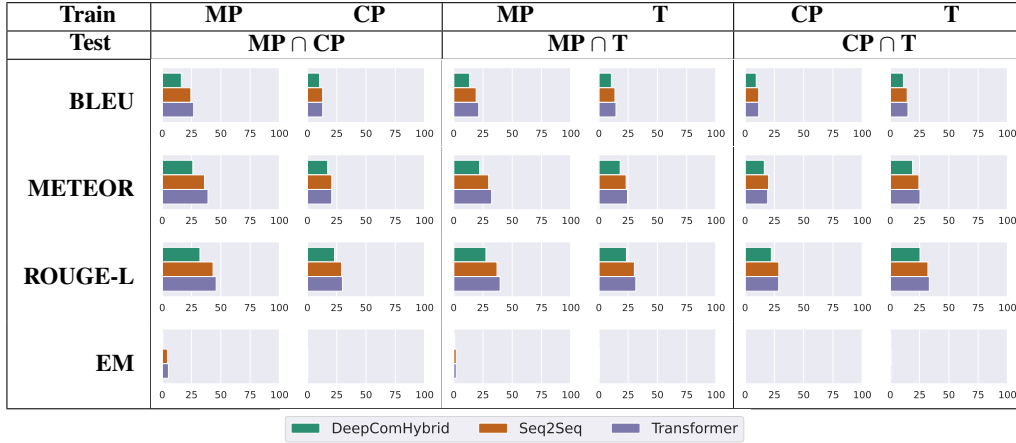 Train MP CP MP T CP T
Test MP ∩ CP MP ∩ T CP ∩ T
BLEU
0 25 50 75 100 0 25 50 75 100 0 25 50 75 100 0 25 50 75 100 0 25 50 75 100 0 25 50 75 100
METEOR
0 25 50 75 100 0 25 50 75 100 0 25 50 75 100 0 25 50 75 100 0 25 50 75 100 0 25 50 75 100
ROUGE-L
0 25 50 75 100 0 25 50 75 100 0 25 50 75 100 0 25 50 75 100 0 25 50 75 100 0 25 50 75 100
EM
0 25 50 75 100 0 25 50 75 100 0 25 50 75 100 0 25 50 75 100 0 25 50 75 100 0 25 50 75 100
DeepComHybrid Seq2Seq Transformer